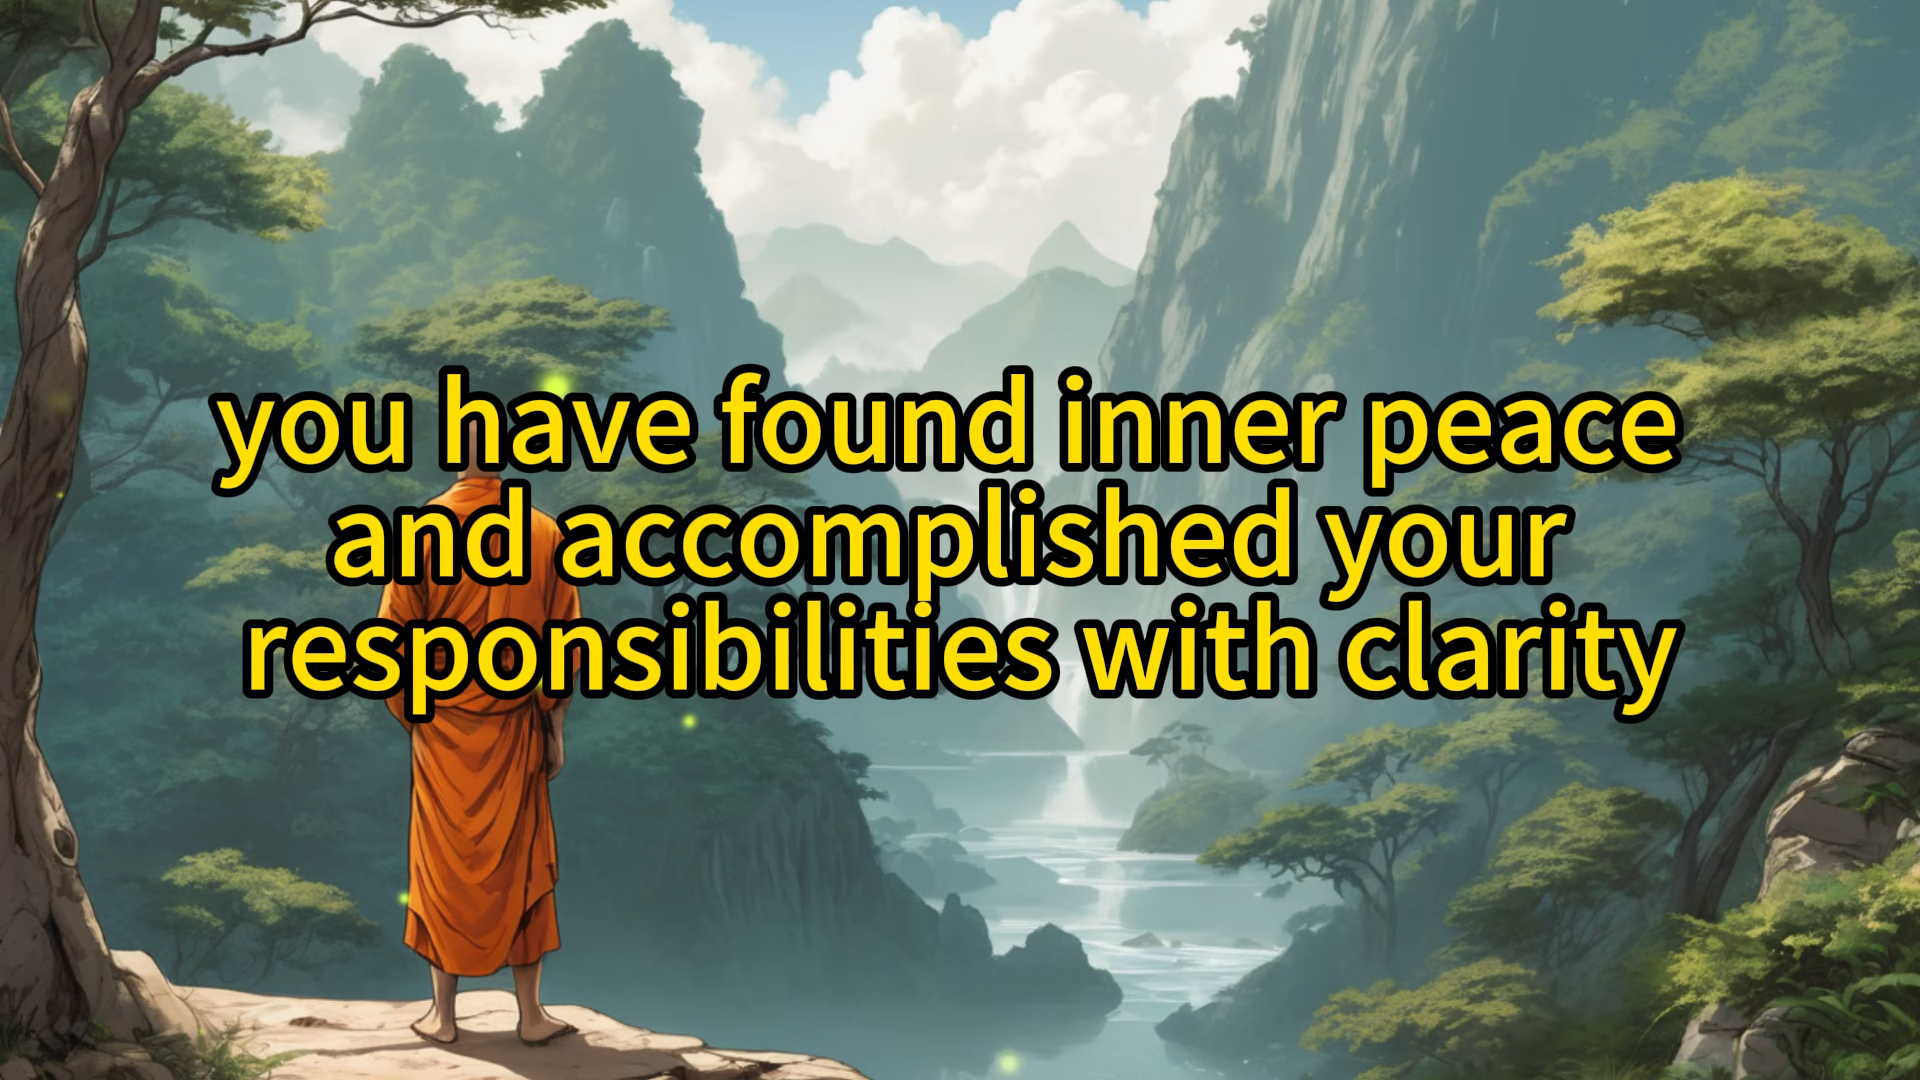 you have found inner peace
and accomplished your
responsibilities with clarity